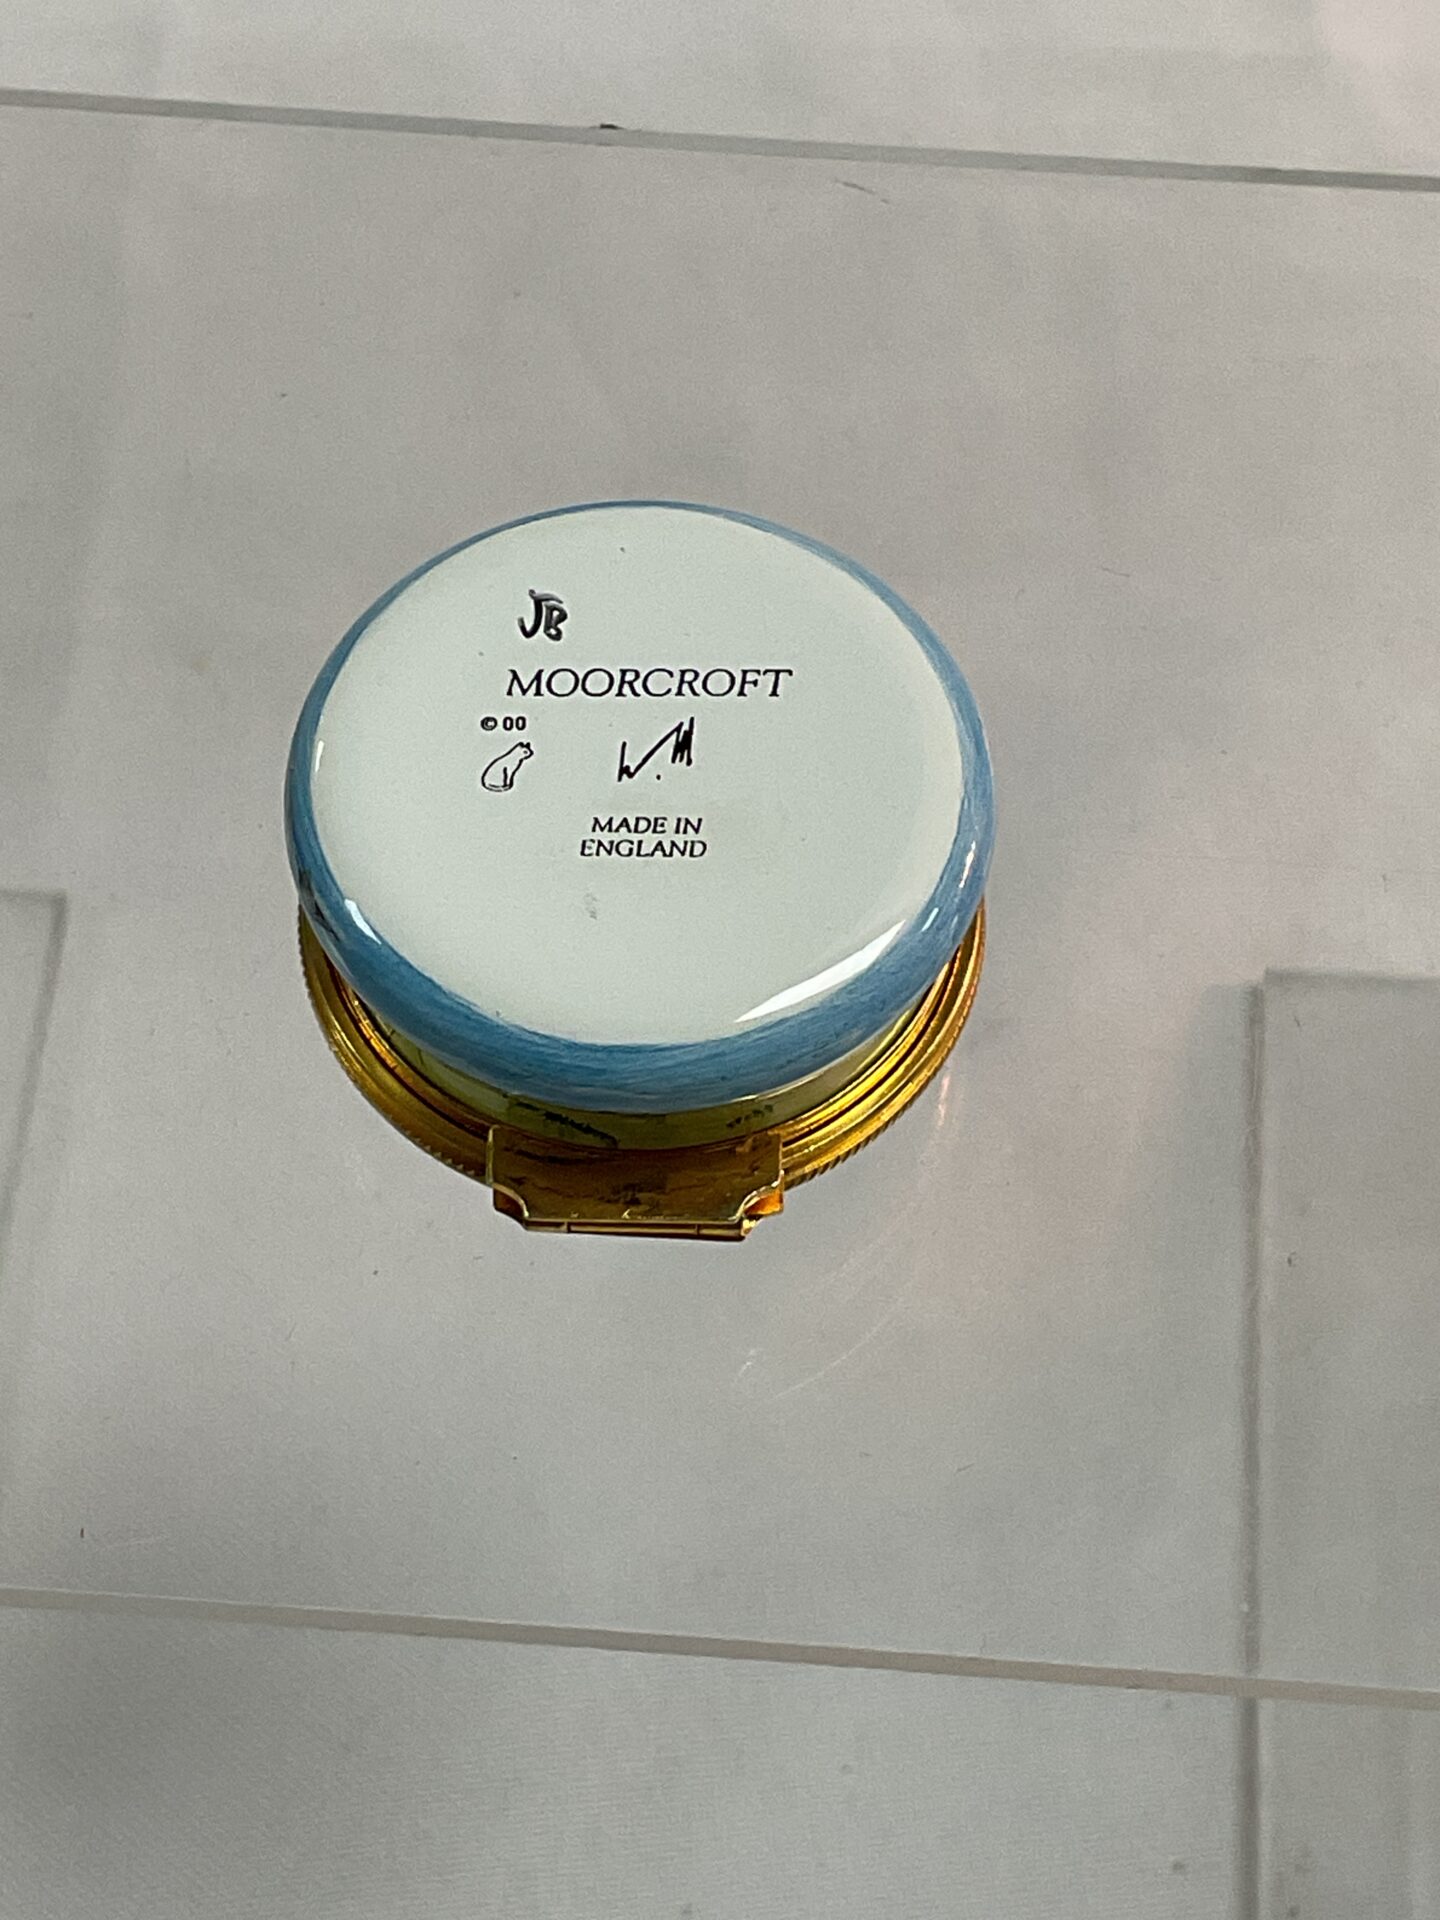 JB
MOORCROFT
© 00
W.M
MADE IN
ENGLAND